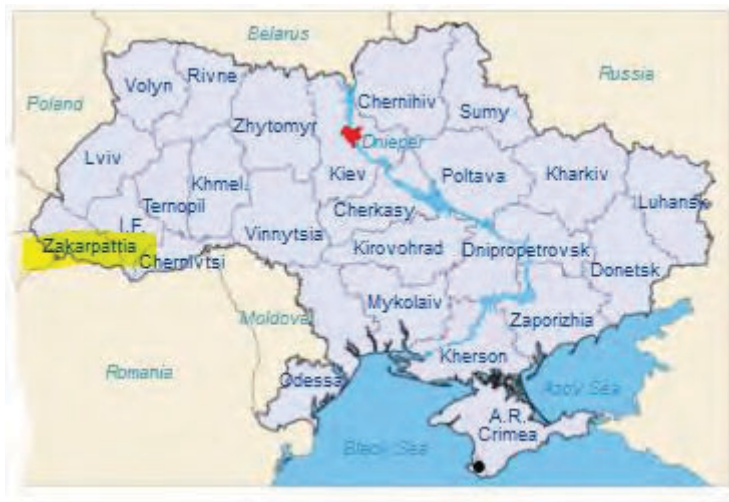 Belarus
Russia
Poland
Volyn
Rivne
Chernihiv
Sumy
Zhytomyr
Dnieper
Lviv
Kiev
Poltava
Kharkiv
Khmel.
Ternopil
Luhansk
Cherkasy
I.F.
Vinnytsia
Zakarpattia
Chernivtsi
Kirovohrad
Dnipropetrovsk
Donetsk
Mykolaiv
Moldova
Zaporizhia
Kherson
Romania
Odessa
Azov Sea
A.R.
Crimea
Black Sea